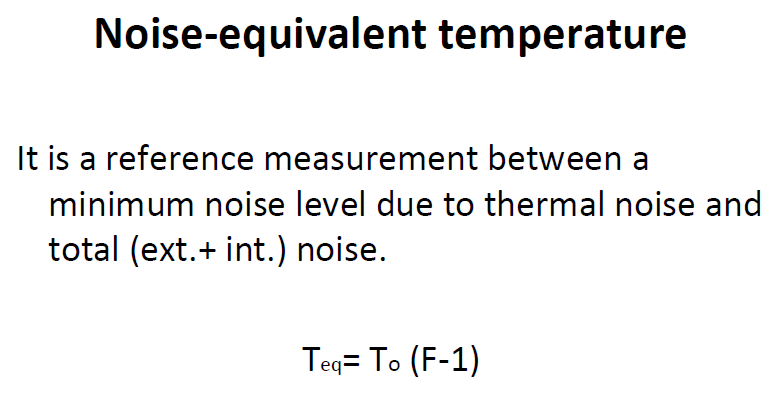 Noise-equivalent temperature
It is a reference measurement between a
minimum noise level due to thermal noise and
total (ext.+ int.) noise.
Teq= To (F-1)